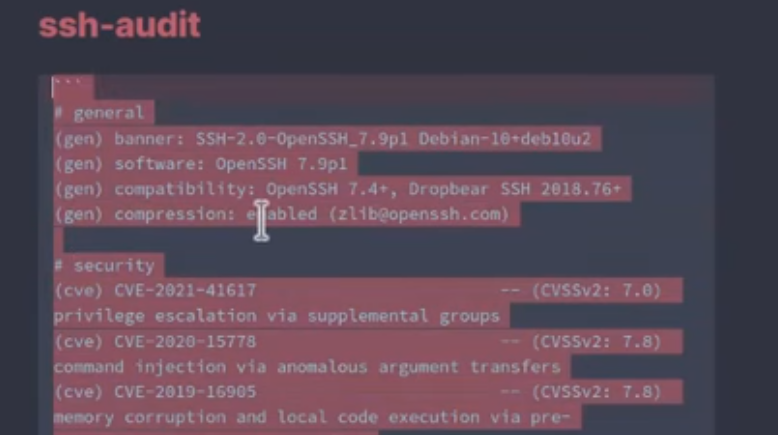 ssh-audit
```
# general
(gen) banner: SSH-2.0-OpenSSH_7.9p1 Debian-10+deb10u2
(gen) software: OpenSSH 7.9p1
(gen) compatibility: OpenSSH 7.4+, Dropbear SSH 2018.76+
(gen) compression: enabled (zlib@openssh.com)
# security
(cve) CVE-2021-41617 -- (CVSSv2: 7.0)
privilege escalation via supplemental groups
(cve) CVE-2020-15778 -- (CVSSv2: 7.8)
command injection via anomalous argument transfers
(cve) CVE-2019-16905 -- (CVSSv2: 7.8)
memory corruption and local code execution via pre-